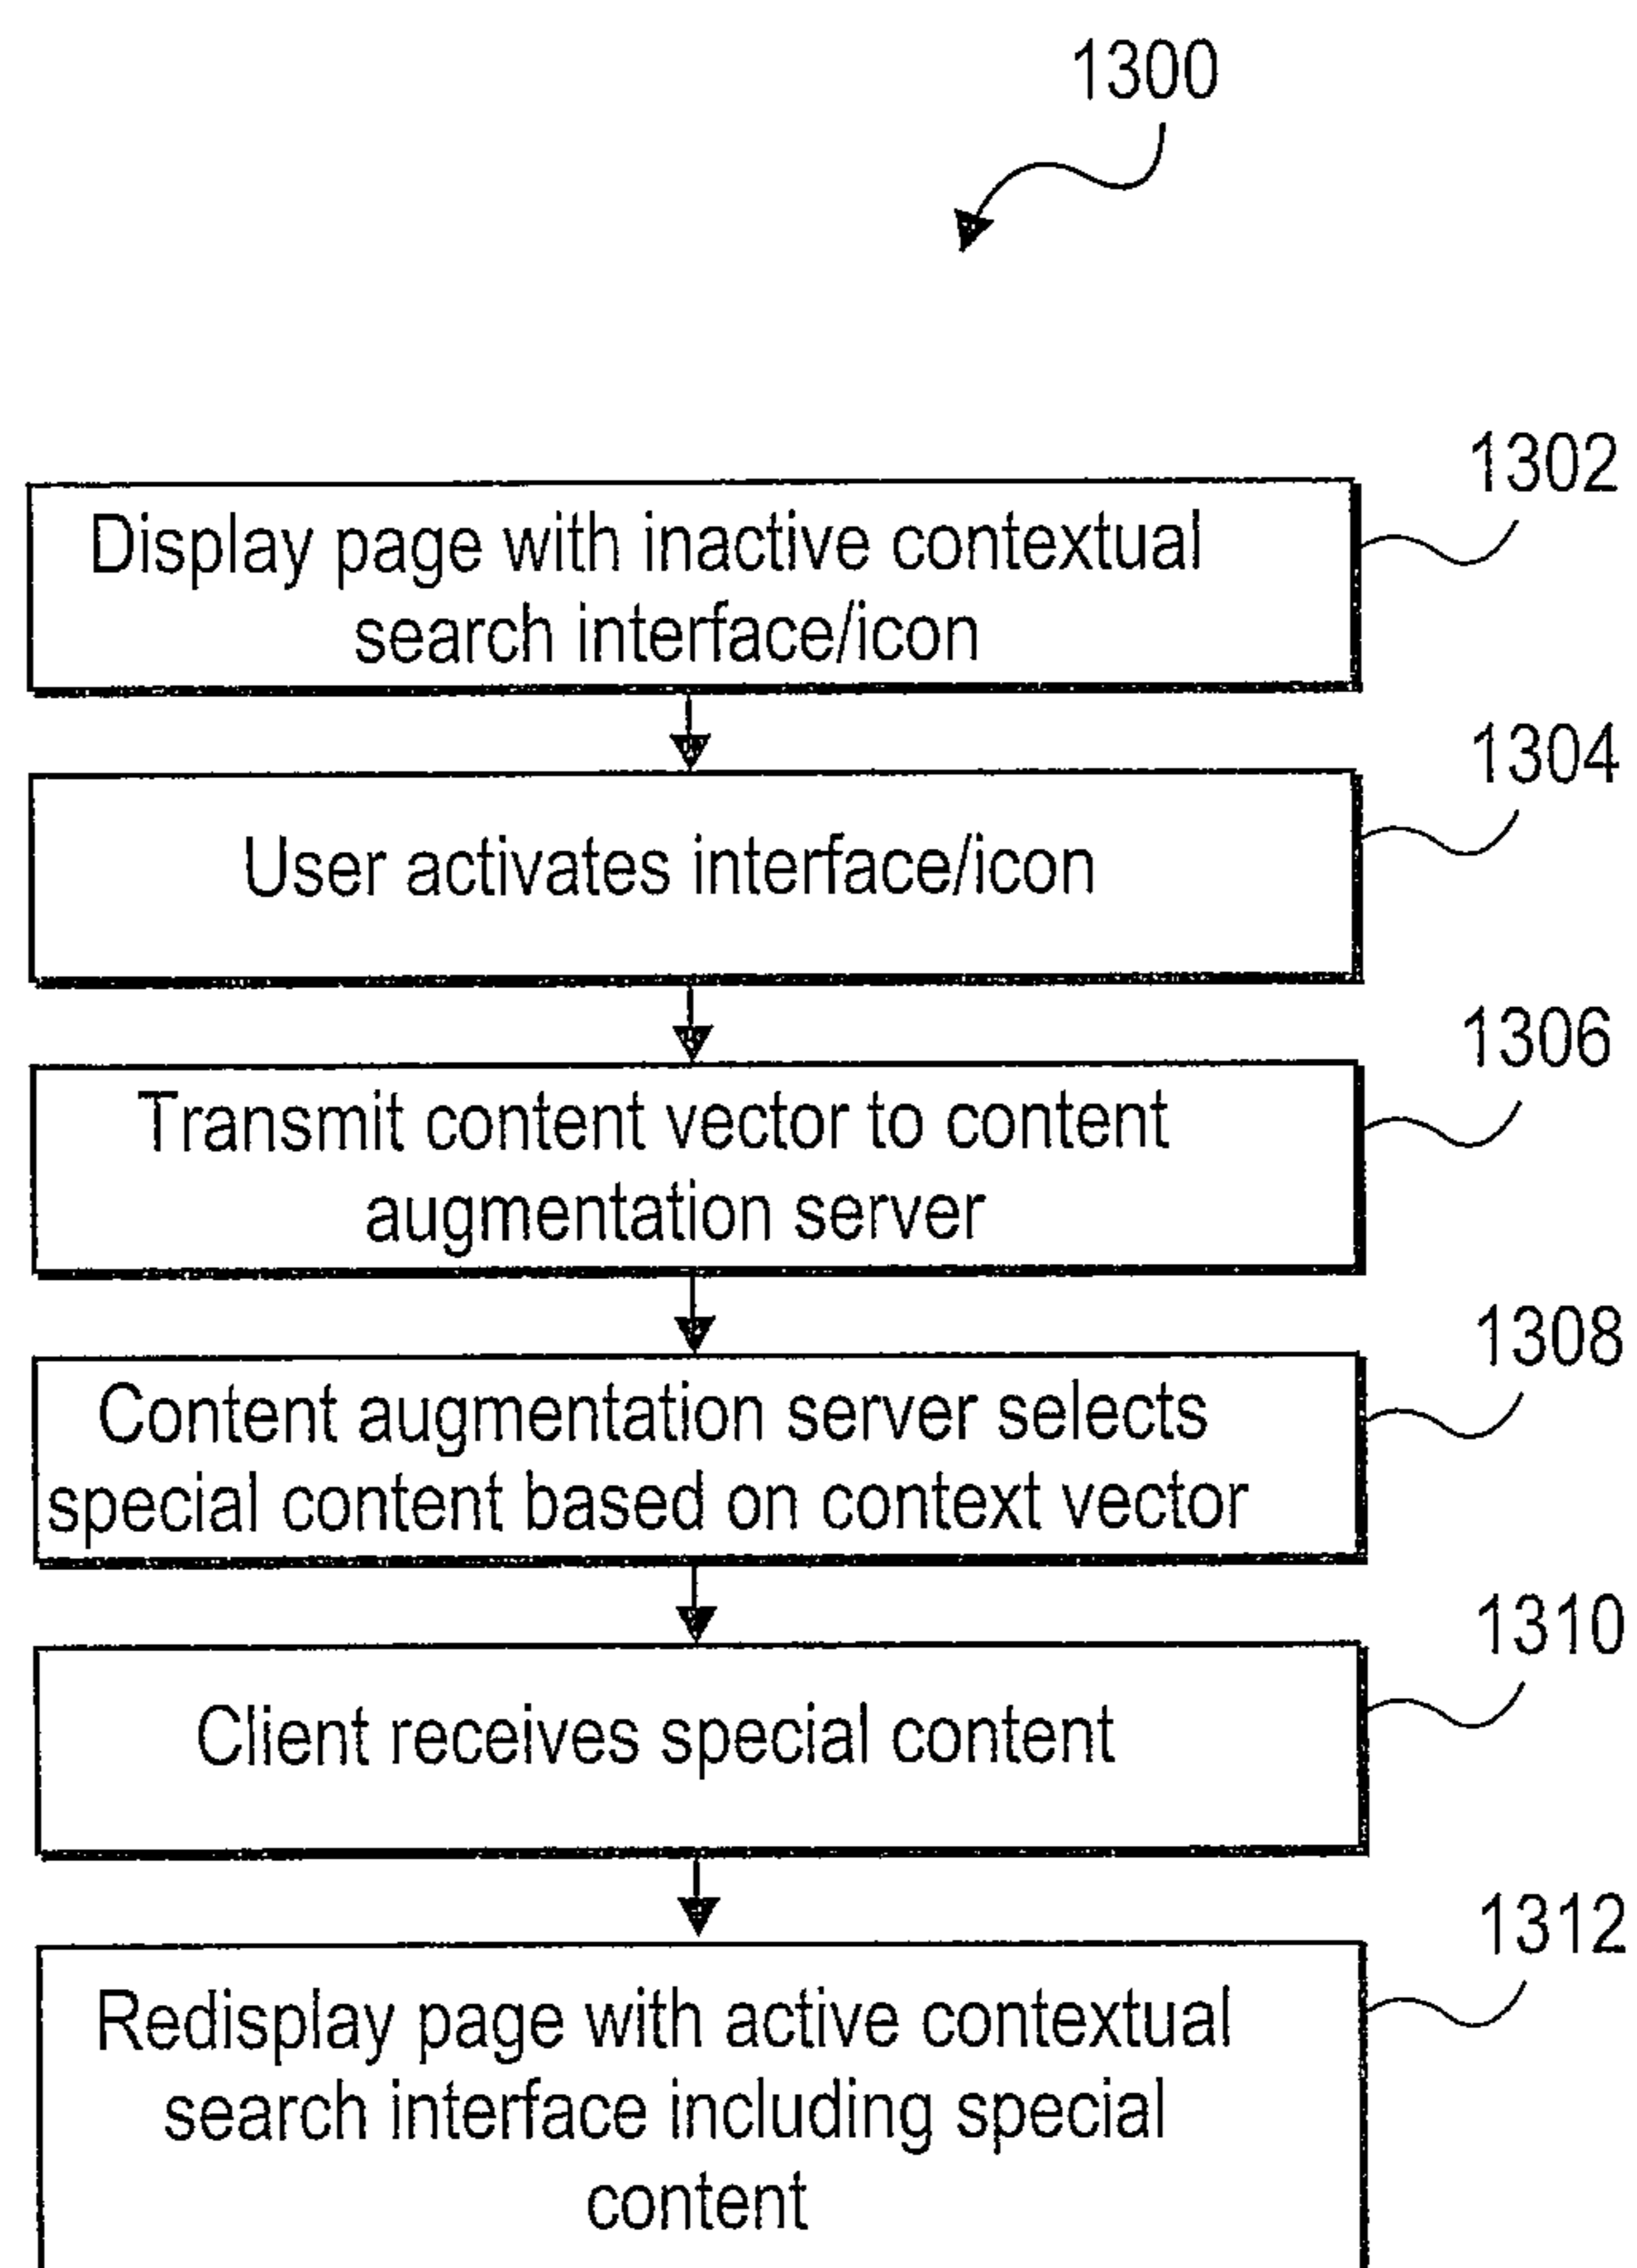 1300
1302
Display page with inactive contextual
search interface/icon
1304
User activates interface/icon
1306
Transmit content vector to content
augmentation server
1308
Content augmentation server selects
special content based on context vector
1310
Client receives special content
1312
Redisplay page with active contextual
search interface including special
content